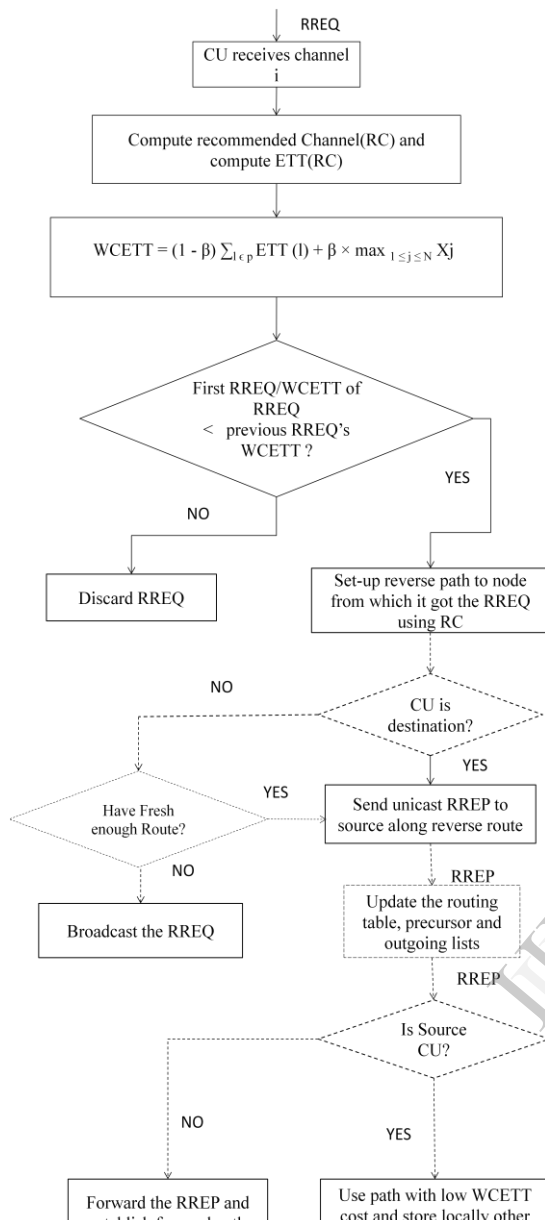 RREQ
CU receives channel
i
Compute recommended Channel(RC) and
compute ETT(RC)
WCETT = (1 - β) ∑ l ϵ p ETT (l) + β × max 1 ≤ j ≤ N Xj
First RREQ/WCETT of
RREQ
< previous RREQ's
WCETT ?
NO
YES
Discard RREQ
Set-up reverse path to node
from which it got the RREQ
using RC
NO
CU is
destination?
YES
Have Fresh
enough Route?
YES
Send unicast RREP to
source along reverse route
NO
RREP
Broadcast the RREQ
Update the routing
table, precursor and
outgoing lists
RREP
Is Source
CU?
NO
YES
Forward the RREP and
Use path with low WCETT
cost and store locally other